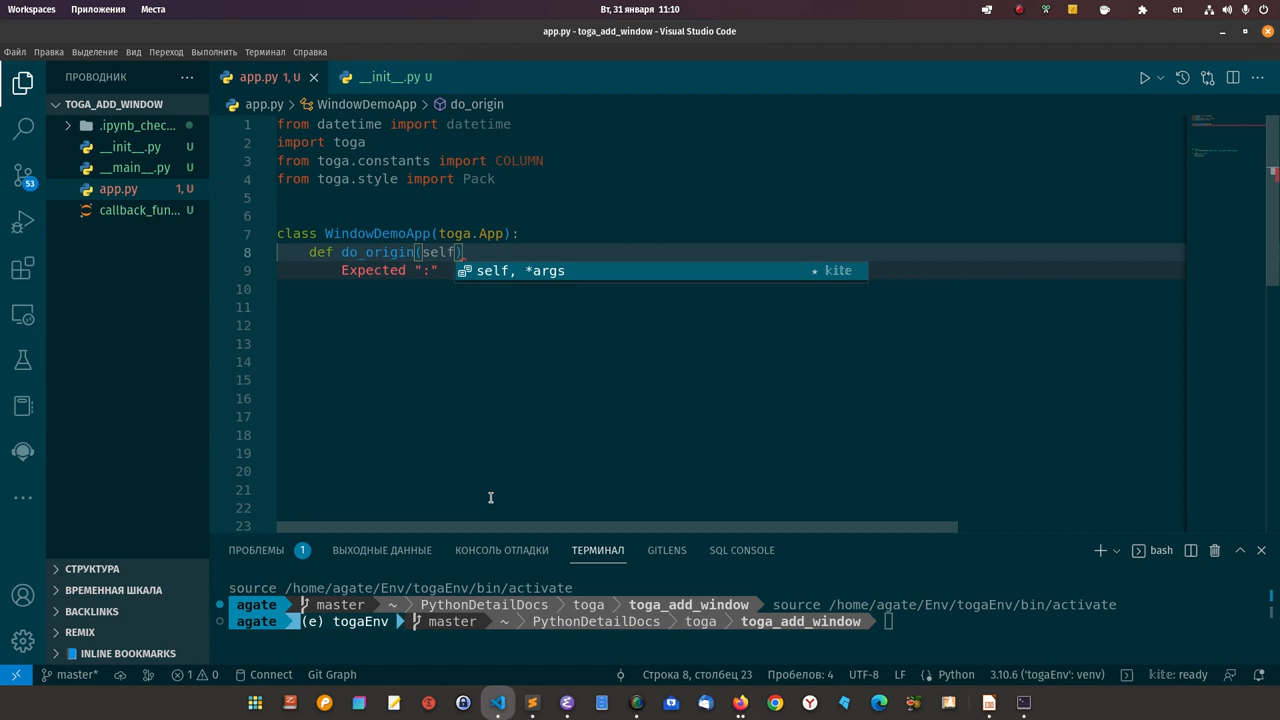 Workspaces Приложения Места Вт, 31 января 11:10 en
app.py - toga_add_window - Visual Studio Code
Файл Правка Выделение Вид Переход Выполнить Терминал Справка
ПРОВОДНИК
app.py 1, U
__init__.py U
TOGA_ADD_WINDOW
app.py > WindowDemoApp > do_origin
.ipynb_chec...
__init__.py U
__main__.py U
app.py 1, U
callback_fun... U
53
1 from datetime import datetime
2 import toga
3 from toga.constants import COLUMN
4 from toga.style import Pack
5
6
7 class WindowDemoApp(toga.App):
8 def do_origin(self)
9 Expected ":" self, *args kite
10
11
12
13
14
15
16
17
18
19
20
21
22
23
СТРУКТУРА
ВРЕМЕННАЯ ШКАЛА
BACKLINKS
REMIX
INLINE BOOKMARKS
ПРОБЛЕМЫ 1 ВЫХОДНЫЕ ДАННЫЕ КОНСОЛЬ ОТЛАДКИ ТЕРМИНАЛ GITLENS SQL CONSOLE bash
source /home/agate/Env/togaEnv/bin/activate
agate master ~ PythonDetailDocs toga toga_add_window source /home/agate/Env/togaEnv/bin/activate
agate (e) togaEnv master ~ PythonDetailDocs toga toga_add_window
master* 1 0 Connect Git Graph Строка 8, столбец 23 Пробелов: 4 UTF-8 LF Python 3.10.6 ('togaEnv': venv) kite: ready